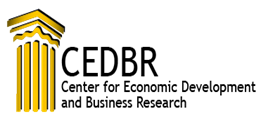 CEDBR
Center for Economic Development
and Business Research